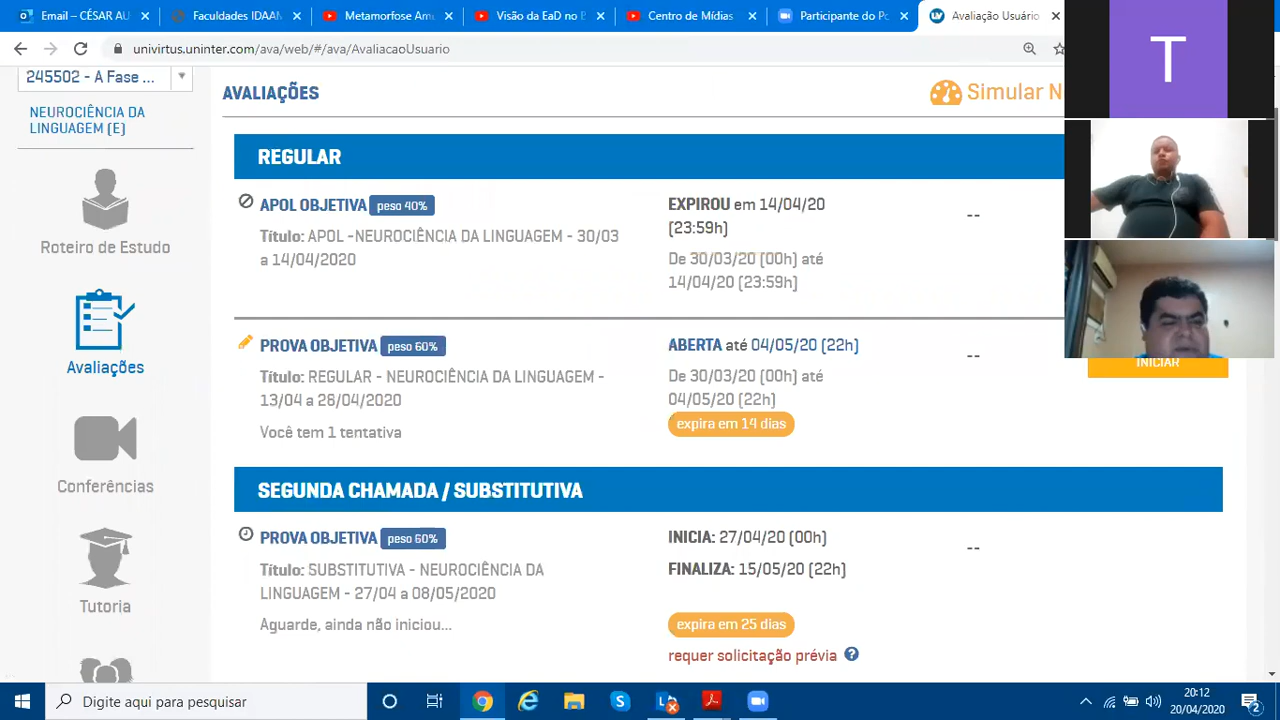 Email — CÉSAR AU
Faculdades IDAAM
Metamorfose Am
Visão da EaD no B
Centro de Mídias
Participante do Po
Avaliação Usuário
univirtus.uninter.com/ava/web/#/ava/AvaliacaoUsuario
T
245502 - A Fase ...
NEUROCIÊNCIA DA
LINGUAGEM (E)
Roteiro de Estudo
Avaliações
Conferências
Tutoria
AVALIAÇÕES
Simular N
REGULAR
APOL OBJETIVA peso 40%
Título: APOL -NEUROCIÊNCIA DA LINGUAGEM - 30/03
a 14/04/2020
EXPIROU em 14/04/20
(23:59h)
De 30/03/20 (00h) até
14/04/20 (23:59h)
--
PROVA OBJETIVA peso 60%
Título: REGULAR - NEUROCIÊNCIA DA LINGUAGEM -
13/04 a 28/04/2020
Você tem 1 tentativa
ABERTA até 04/05/20 (22h)
De 30/03/20 (00h) até
04/05/20 (22h)
expira em 14 dias
--
INICIAR
SEGUNDA CHAMADA / SUBSTITUTIVA
PROVA OBJETIVA peso 60%
Título: SUBSTITUTIVA - NEUROCIÊNCIA DA
LINGUAGEM - 27/04 a 08/05/2020
Aguarde, ainda não iniciou...
INICIA: 27/04/20 (00h)
FINALIZA: 15/05/20 (22h)
expira em 25 dias
requer solicitação prévia ?
--
Digite aqui para pesquisar
20:12
20/04/2020
2